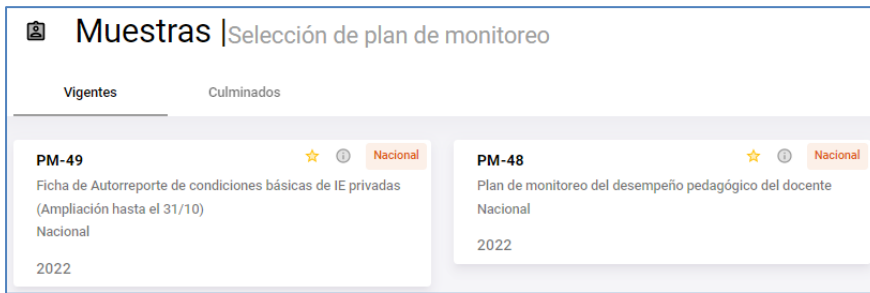 Muestras |Selección de plan de monitoreo
Vigentes Culminados
PM-49 Nacional
Ficha de Autorreporte de condiciones básicas de IE privadas
(Ampliación hasta el 31/10)
Nacional
2022
PM-48 Nacional
Plan de monitoreo del desempeño pedagógico del docente
Nacional
2022